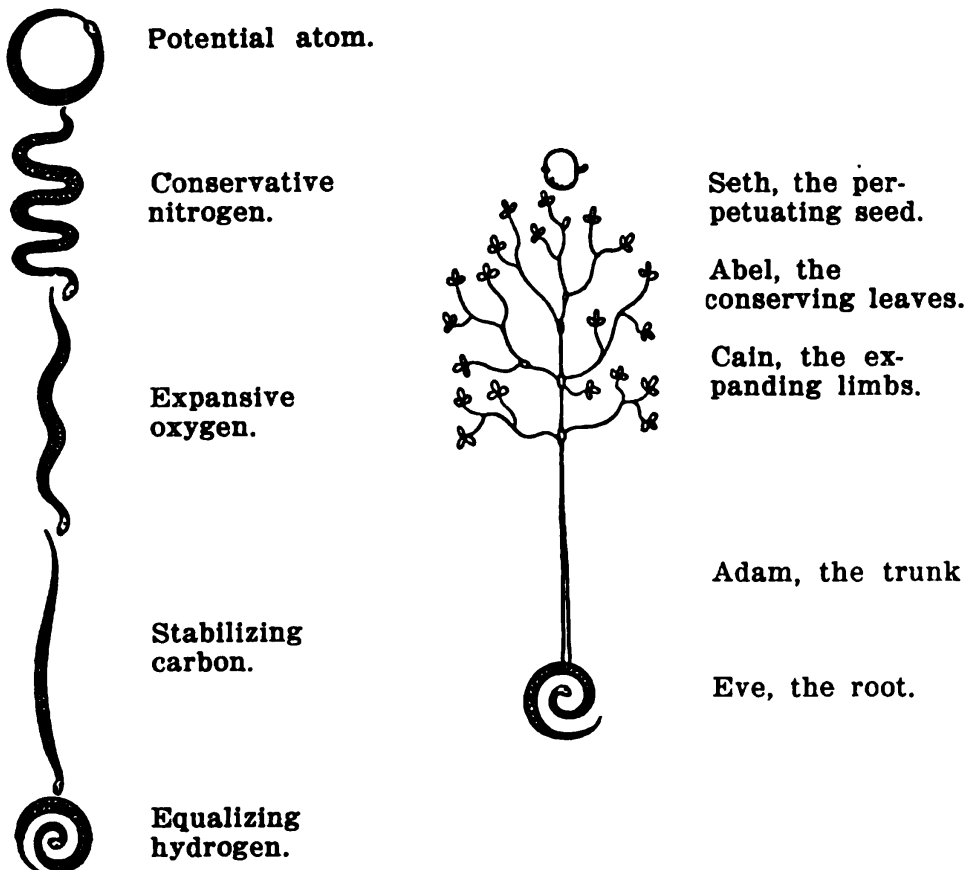 Potential atom.
Conservative
nitrogen.
Expansive
oxygen.
Stabilizing
carbon.
Equalizing
hydrogen.
Seth, the per-
petuating seed.
Abel, the
conserving leaves.
Cain, the ex-
panding limbs.
Adam, the trunk
Eve, the root.